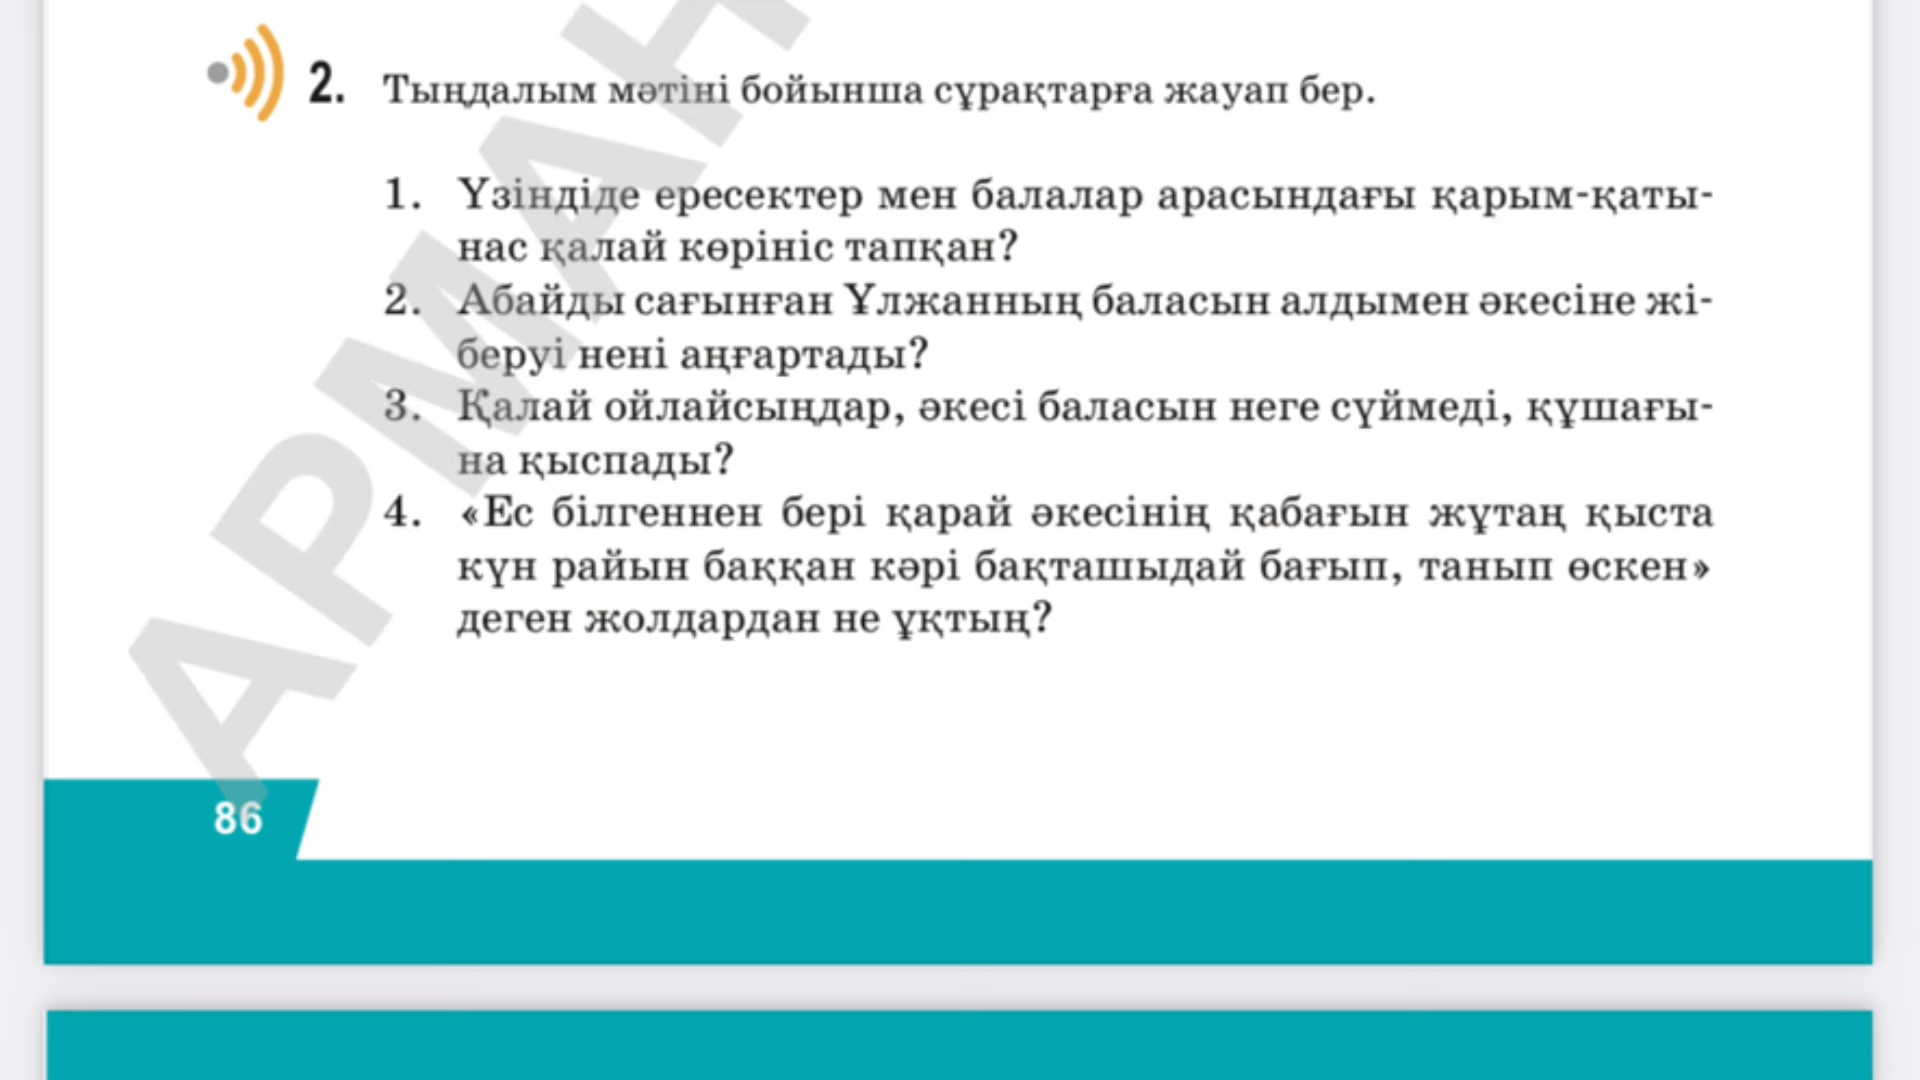 2. Тыңдалым мәтіні бойынша сұрақтарға жауап бер.
1. Үзіндіде ересектер мен балалар арасындағы қарым-қаты-
нас қалай көрініс тапқан?
2. Абайды сағынған Ұлжанның баласын алдымен әкесіне жі-
беруі нені аңғартады?
3. Қалай ойлайсыңдар, әкесі баласын неге сүймеді, құшағы-
на қыспады?
4. «Ес білгеннен бері қарай әкесінің қабағын жұтаң қыста
күн райын баққан кәрі бақташыдай бағып, танып өскен»
деген жолдардан не ұқтың?
86